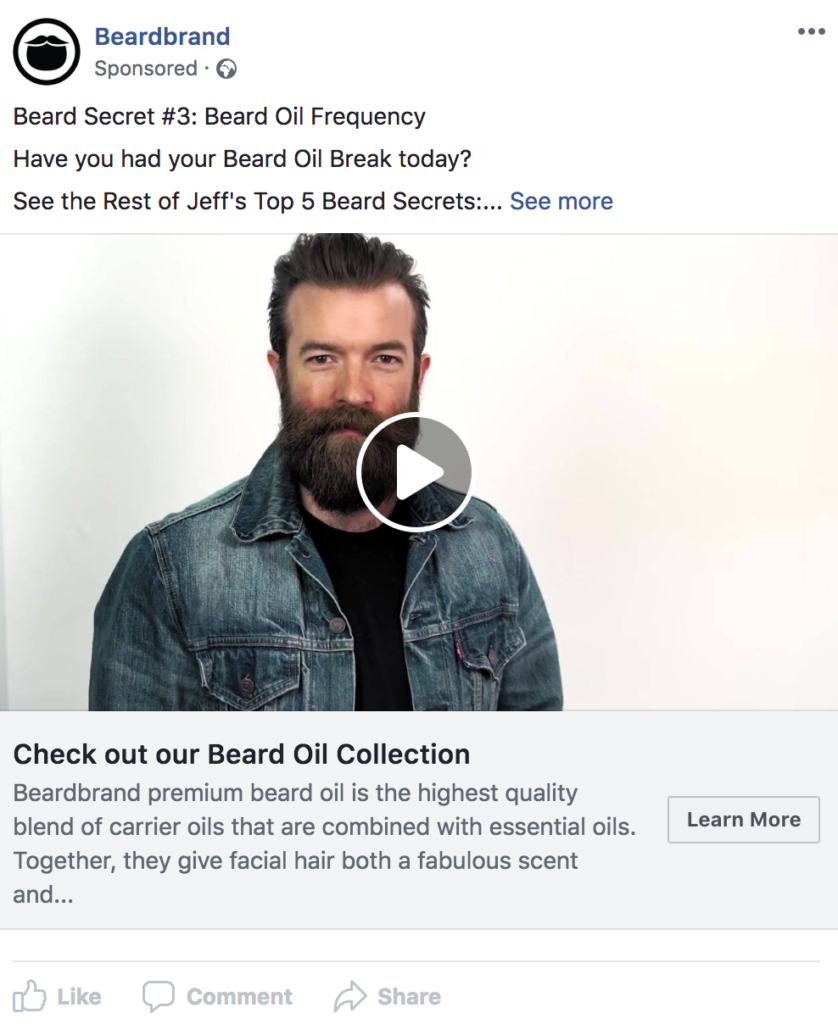 Beardbrand
Sponsored ·
Beard Secret #3: Beard Oil Frequency
Have you had your Beard Oil Break today?
See the Rest of Jeff's Top 5 Beard Secrets:... See more
Check out our Beard Oil Collection
Beardbrand premium beard oil is the highest quality
blend of carrier oils that are combined with essential oils.
Together, they give facial hair both a fabulous scent
and...
Learn More
Like Comment Share